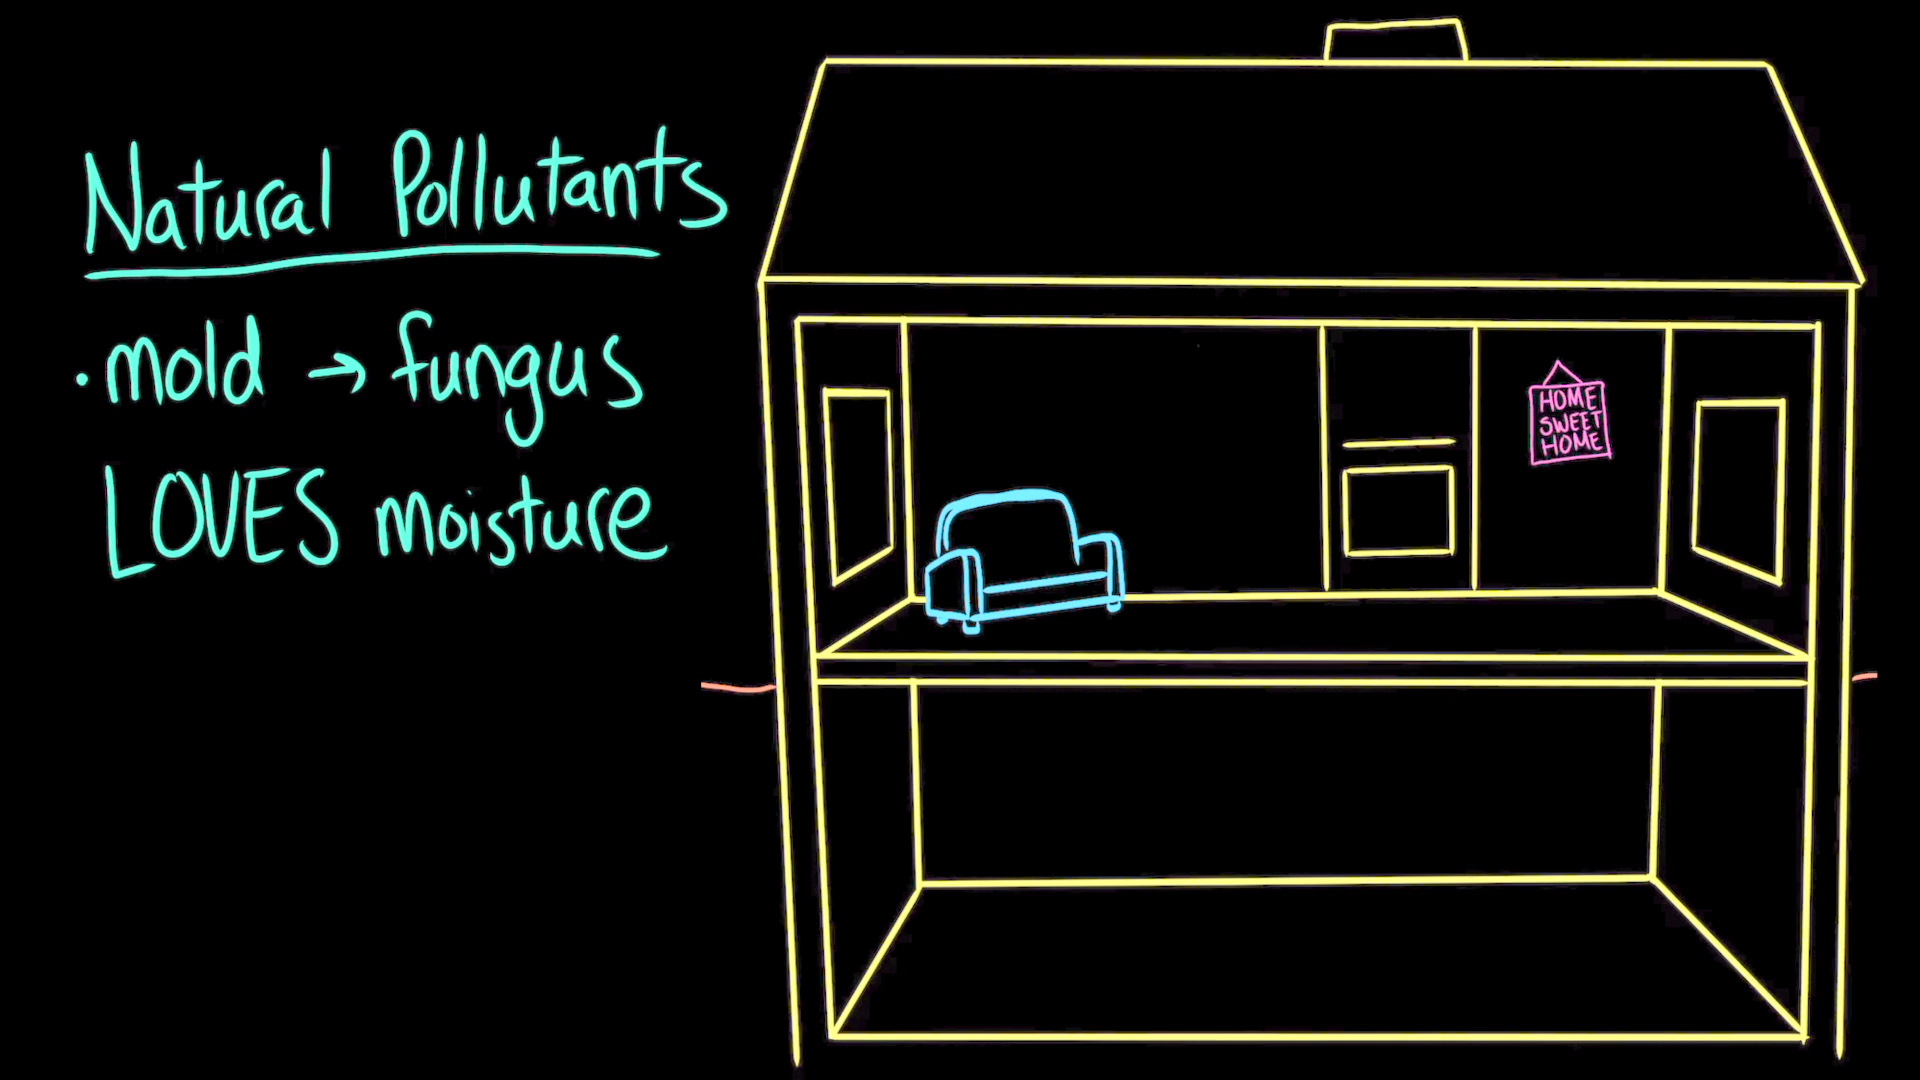 Natural Pollutants
• mold → fungus
LOVES moisture
HOME
SWEET
HOME